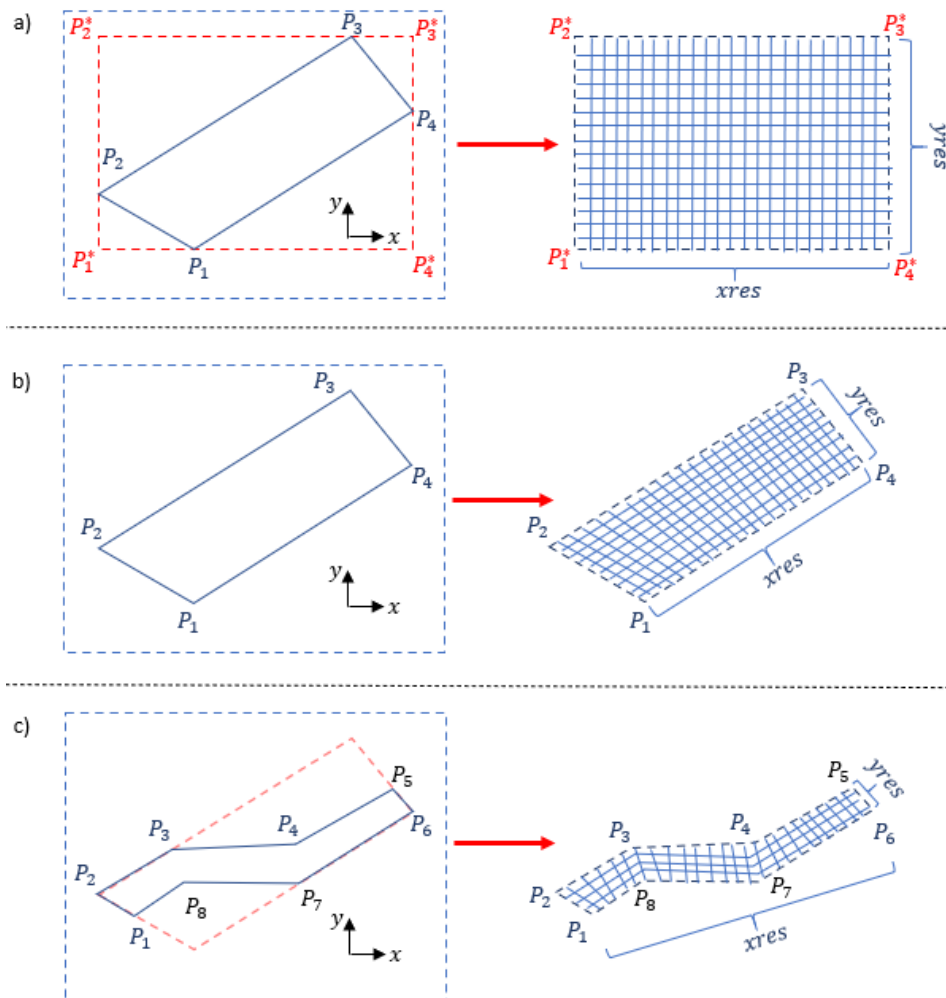 a)
P₂* P₃ P₃*
P₂ P₄
y
x
P₁* P₁ P₄*
P₂* P₃*
yres
P₁* P₄*
xres
b)
P₃
P₄
P₂
y
x
P₁
P₃
yres
P₄
P₂
xres
P₁
c)
P₅
P₃ P₄
P₆
P₂
P₈ P₇
P₁
y
x
P₅ yres
P₃ P₄
P₆
P₂
P₈ P₇
P₁
xres